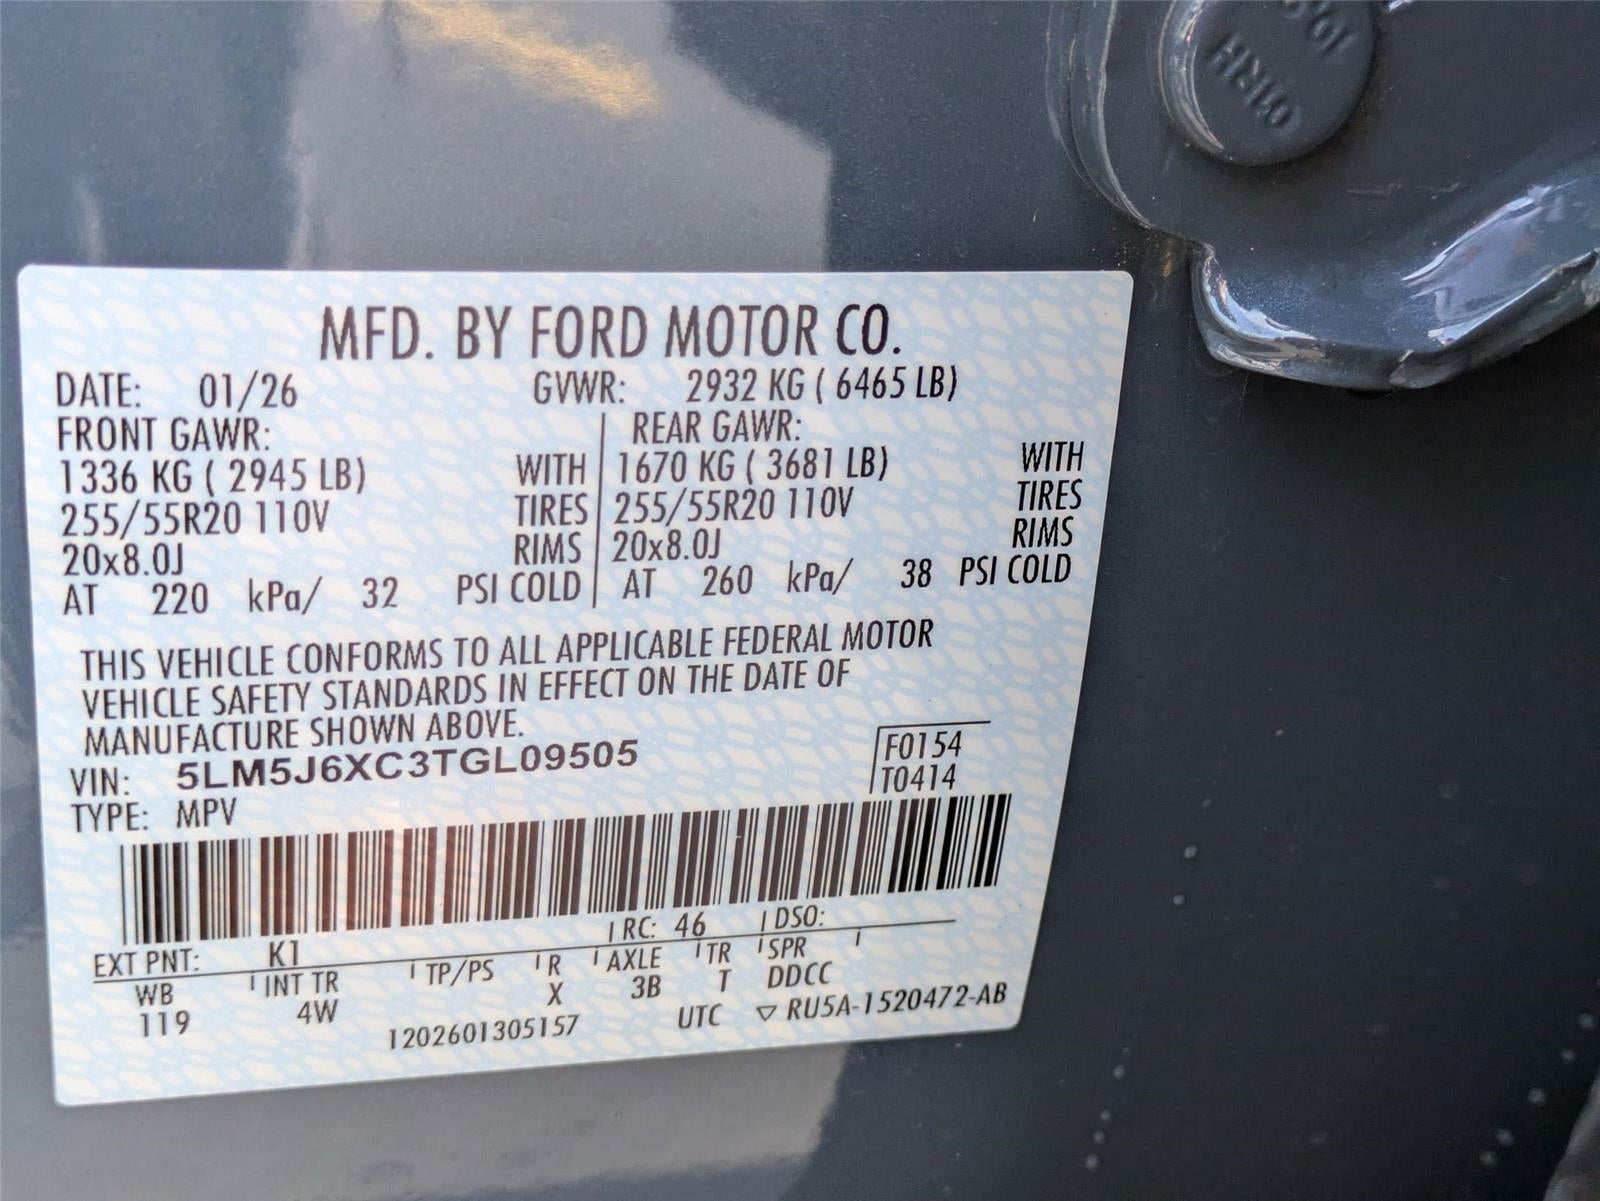 10.9
01RH
MFD. BY FORD MOTOR CO.
DATE: 01/26 GVWR: 2932 KG ( 6465 LB)
FRONT GAWR: REAR GAWR:
1336 KG ( 2945 LB) WITH 1670 KG ( 3681 LB) WITH
255/55R20 110V TIRES 255/55R20 110V TIRES
20x8.0J RIMS 20x8.0J RIMS
AT 220 kPa/ 32 PSI COLD AT 260 kPa/ 38 PSI COLD
THIS VEHICLE CONFORMS TO ALL APPLICABLE FEDERAL MOTOR
VEHICLE SAFETY STANDARDS IN EFFECT ON THE DATE OF
MANUFACTURE SHOWN ABOVE.
VIN: 5LM5J6XC3TGL09505 F0154
TYPE: MPV T0414
EXT PNT: K1 RC: 46 DSO:
WB INT TR TP/PS R AXLE TR SPR
119 4W X 3B T DDCC
1202601305157 UTC ▽ RU5A-1520472-AB